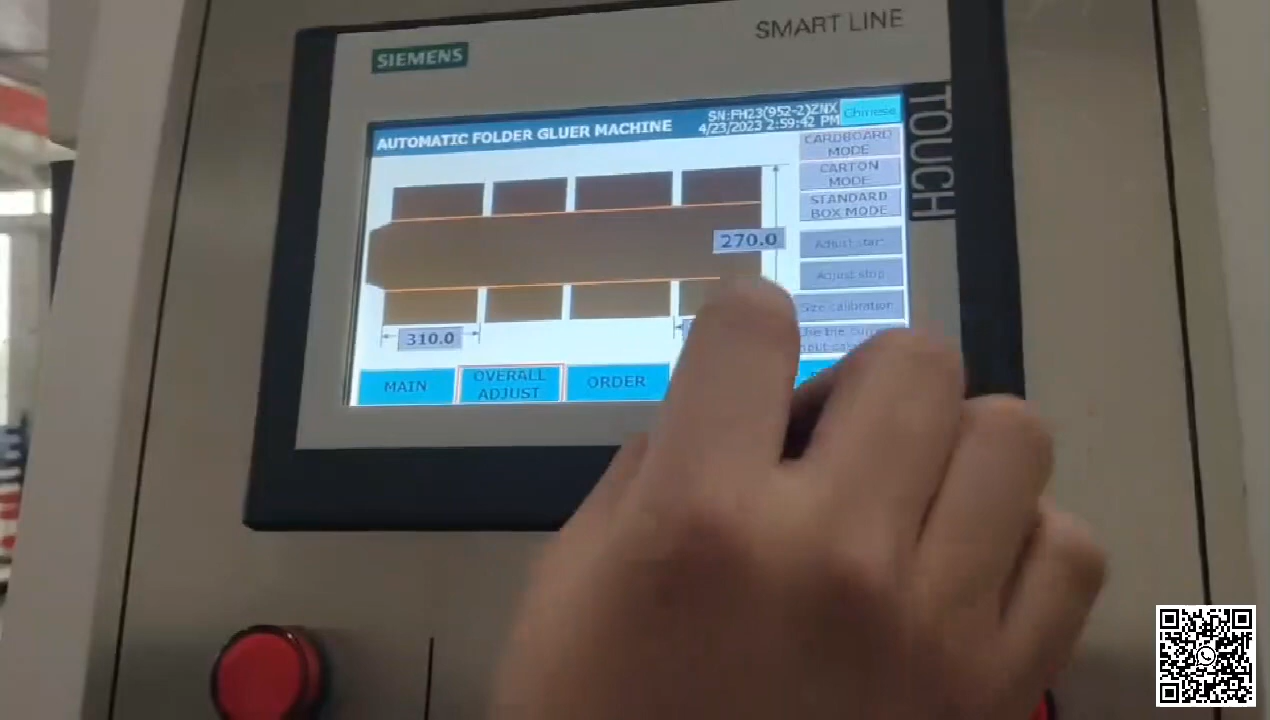 SIEMENS
SMART LINE
TOUCH
AUTOMATIC FOLDER GLUER MACHINE
SN:FH23(952-2)ZNX
4/23/2023 2:59:42 PM
Chinese
CARDBOARD
MODE
CARTON
MODE
STANDARD
BOX MODE
270.0
Adjust start
Adjust stop
Size calibration
310.0
MAIN
OVERALL
ADJUST
ORDER